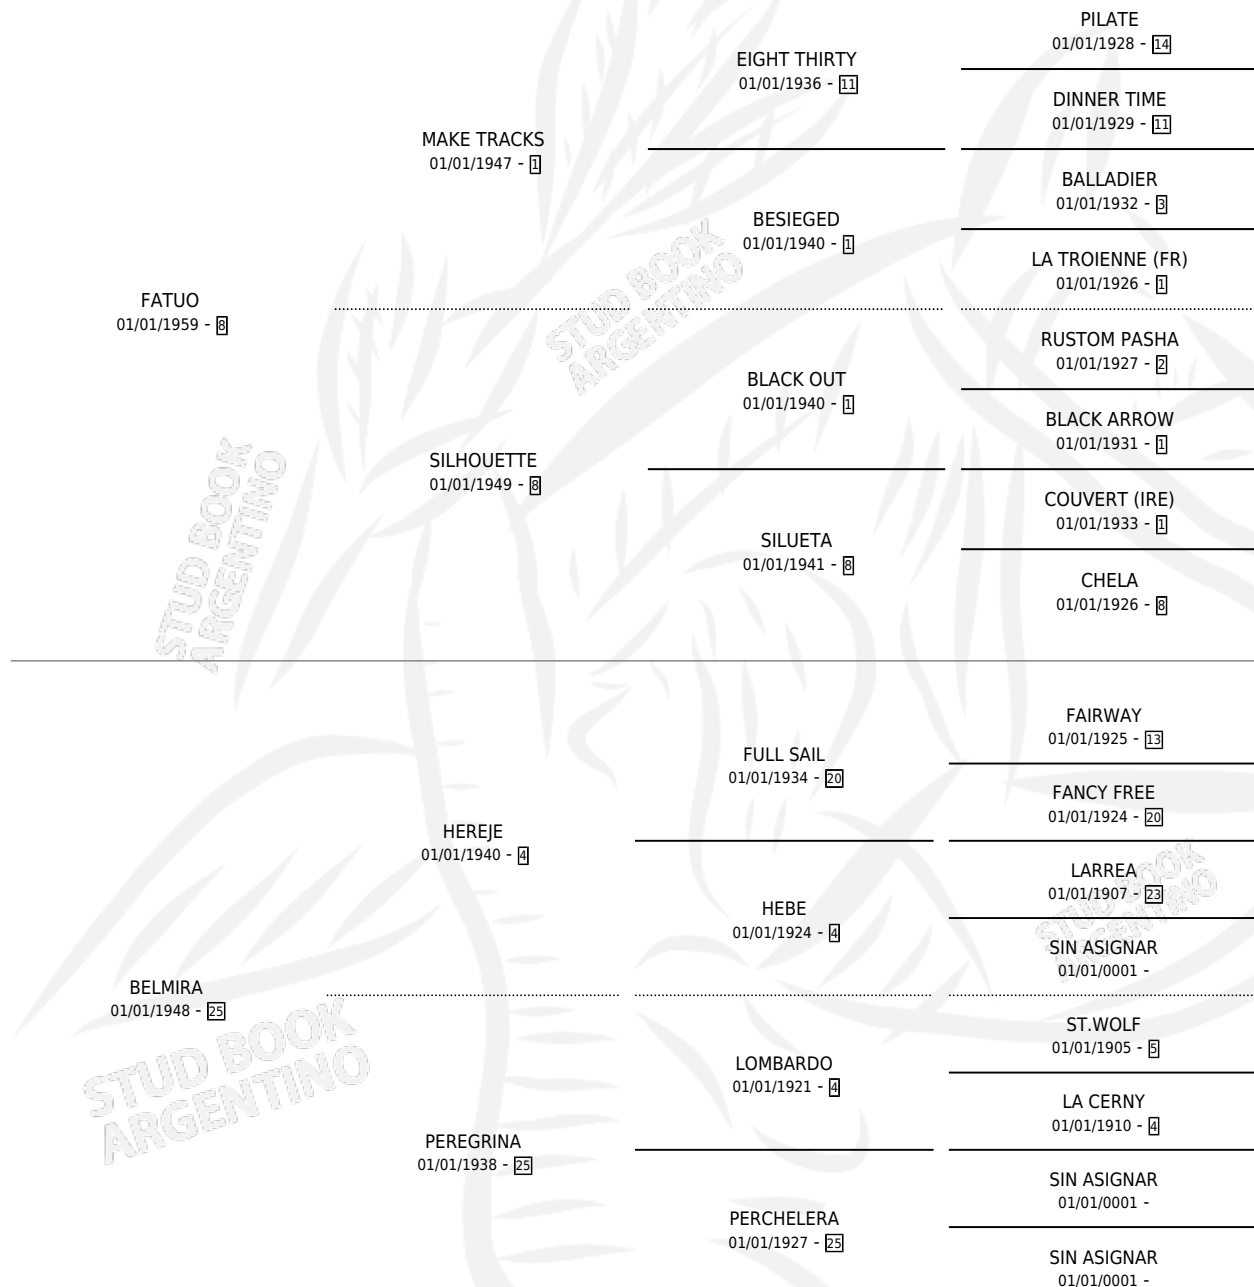 PILATE
01/01/1928 - 14
EIGHT THIRTY
01/01/1936 - 11
DINNER TIME
01/01/1929 - 11
MAKE TRACKS
01/01/1947 - 1
BALLADIER
01/01/1932 - 3
BESIEGED
01/01/1940 - 1
LA TROIENNE (FR)
01/01/1926 - 1
FATUO
01/01/1959 - 8
RUSTOM PASHA
01/01/1927 - 2
BLACK OUT
01/01/1940 - 1
BLACK ARROW
01/01/1931 - 1
SILHOUETTE
01/01/1949 - 8
COUVERT (IRE)
01/01/1933 - 1
SILUETA
01/01/1941 - 8
CHELA
01/01/1926 - 8
STUD BOOK
ARGENTINO
STUD BOOK
ARGENTINO
FAIRWAY
01/01/1925 - 13
FULL SAIL
01/01/1934 - 20
FANCY FREE
01/01/1924 - 20
HEREJE
01/01/1940 - 4
LARREA
01/01/1907 - 23
HEBE
01/01/1924 - 4
SIN ASIGNAR
01/01/0001 -
STUD BOOK
ARGENTINO
BELMIRA
01/01/1948 - 25
ST.WOLF
01/01/1905 - 5
LOMBARDO
01/01/1921 - 4
LA CERNY
01/01/1910 - 4
PEREGRINA
01/01/1938 - 25
SIN ASIGNAR
01/01/0001 -
PERCHELERA
01/01/1927 - 25
SIN ASIGNAR
01/01/0001 -
STUD BOOK
ARGENTINO